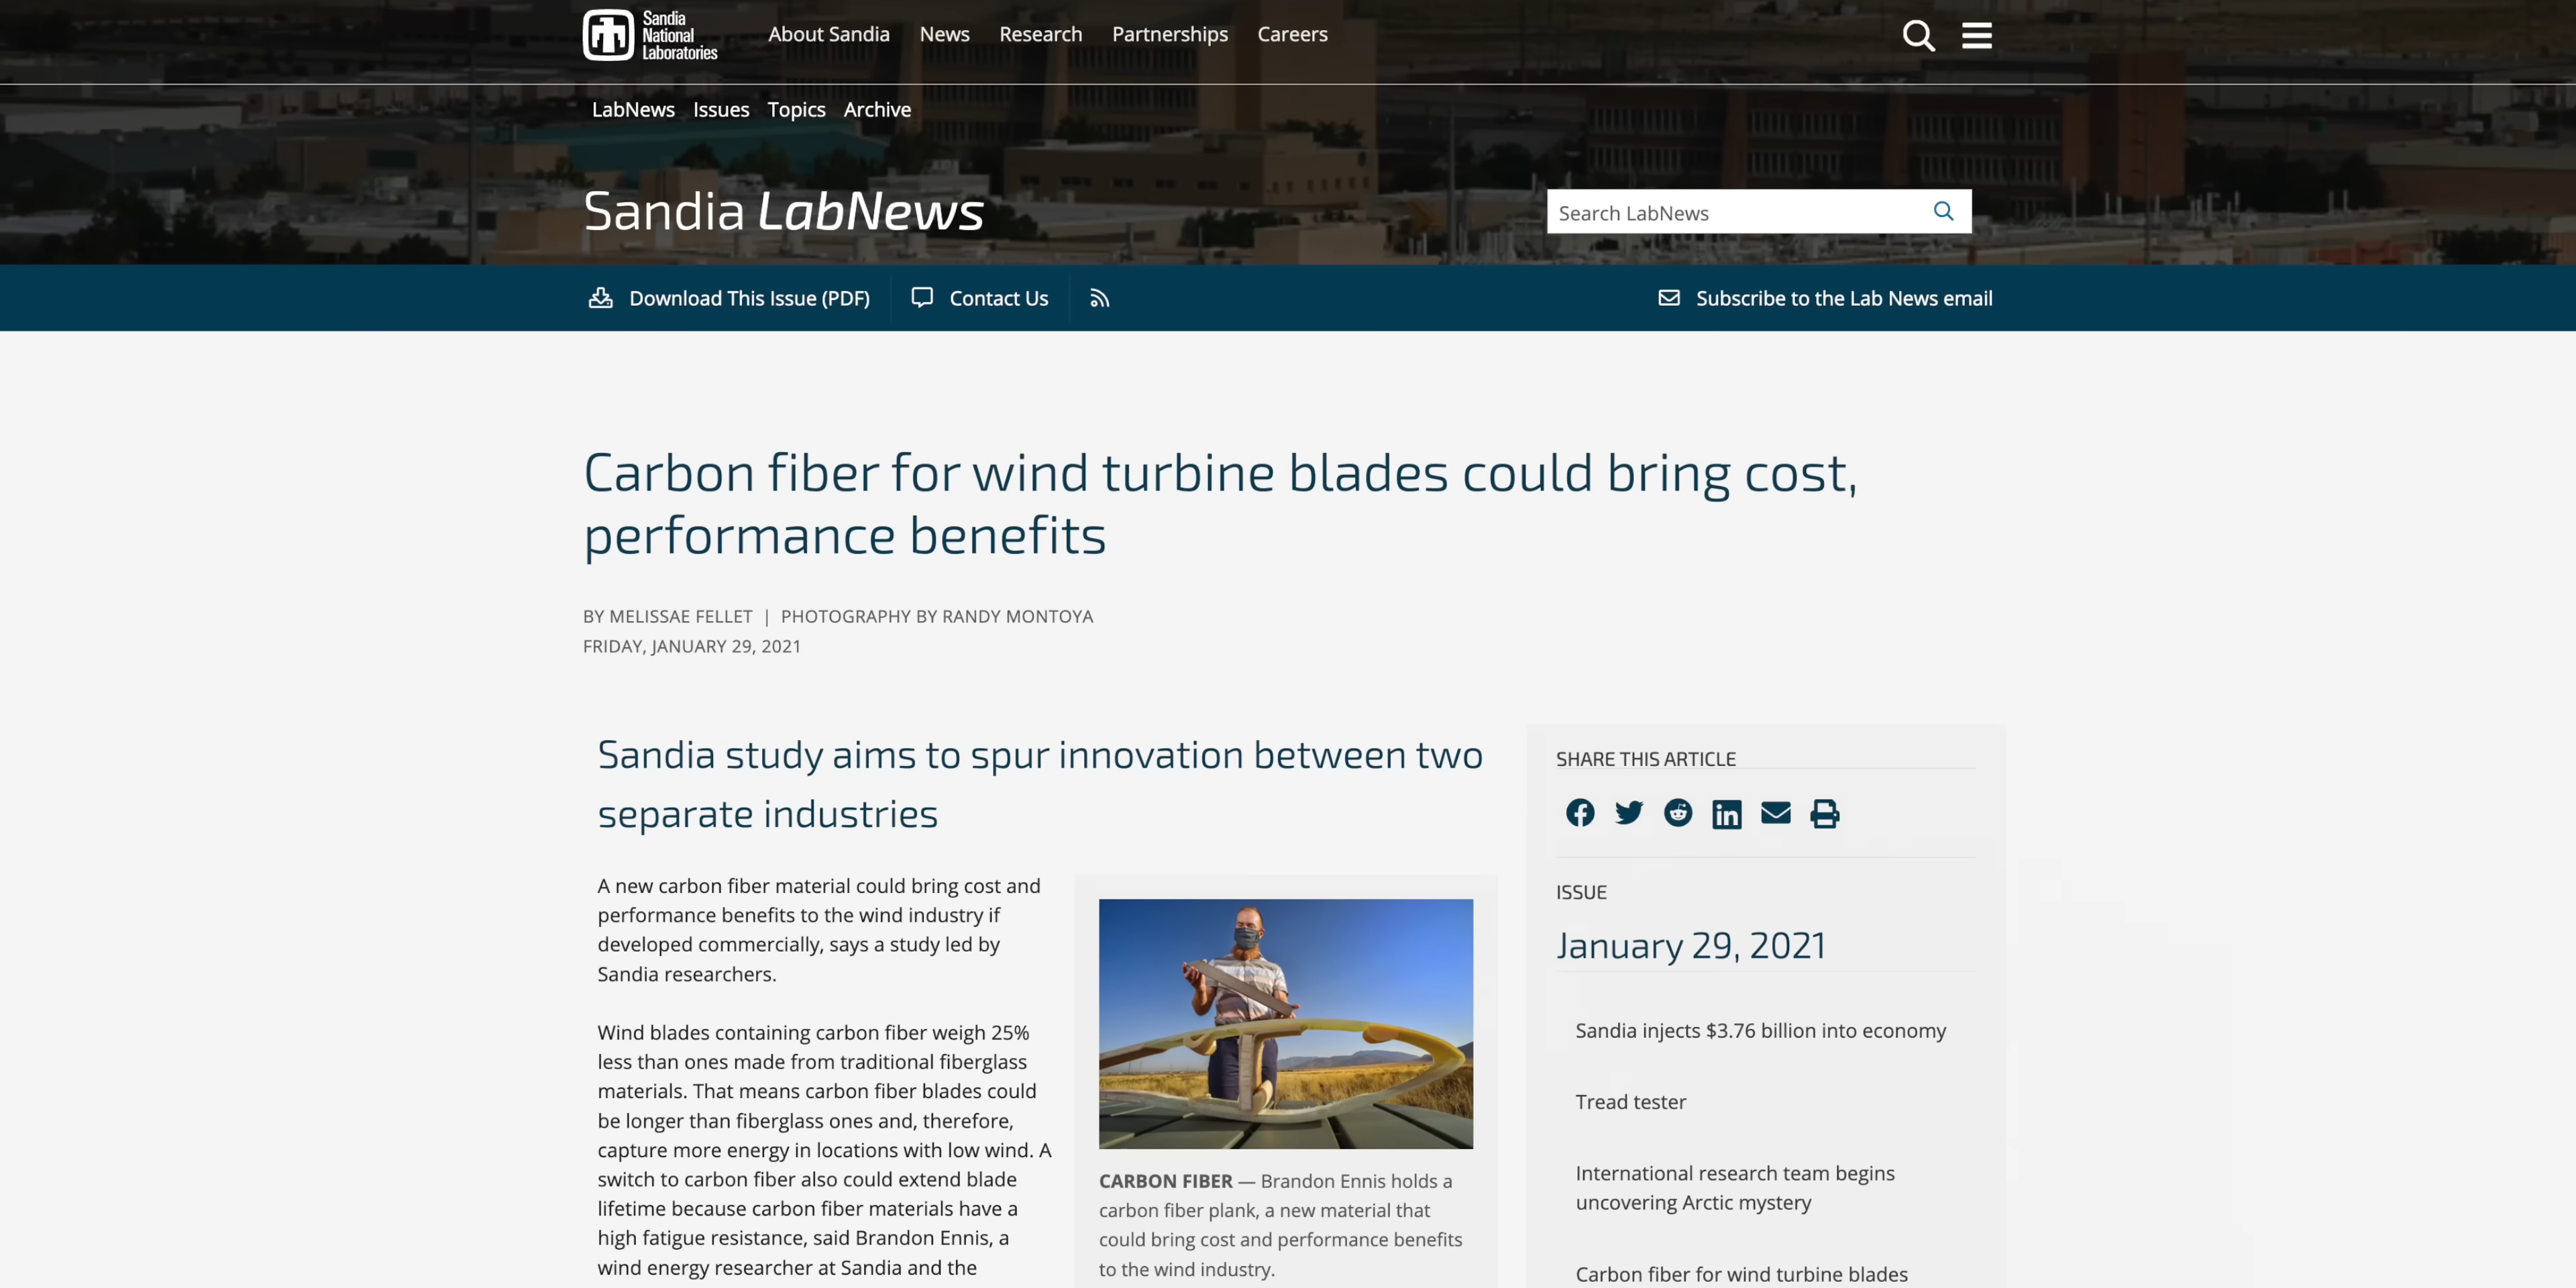 Sandia
National
Laboratories
About Sandia News Research Partnerships Careers
LabNews Issues Topics Archive
Sandia LabNews
Search LabNews
Download This Issue (PDF) Contact Us
Subscribe to the Lab News email
Carbon fiber for wind turbine blades could bring cost,
performance benefits
BY MELISSAE FELLET | PHOTOGRAPHY BY RANDY MONTOYA
FRIDAY, JANUARY 29, 2021
Sandia study aims to spur innovation between two
separate industries
A new carbon fiber material could bring cost and
performance benefits to the wind industry if
developed commercially, says a study led by
Sandia researchers.
Wind blades containing carbon fiber weigh 25%
less than ones made from traditional fiberglass
materials. That means carbon fiber blades could
be longer than fiberglass ones and, therefore,
capture more energy in locations with low wind. A
switch to carbon fiber also could extend blade
lifetime because carbon fiber materials have a
high fatigue resistance, said Brandon Ennis, a
wind energy researcher at Sandia and the
CARBON FIBER — Brandon Ennis holds a
carbon fiber plank, a new material that
could bring cost and performance benefits
to the wind industry.
SHARE THIS ARTICLE
ISSUE
January 29, 2021
Sandia injects $3.76 billion into economy
Tread tester
International research team begins
uncovering Arctic mystery
Carbon fiber for wind turbine blades